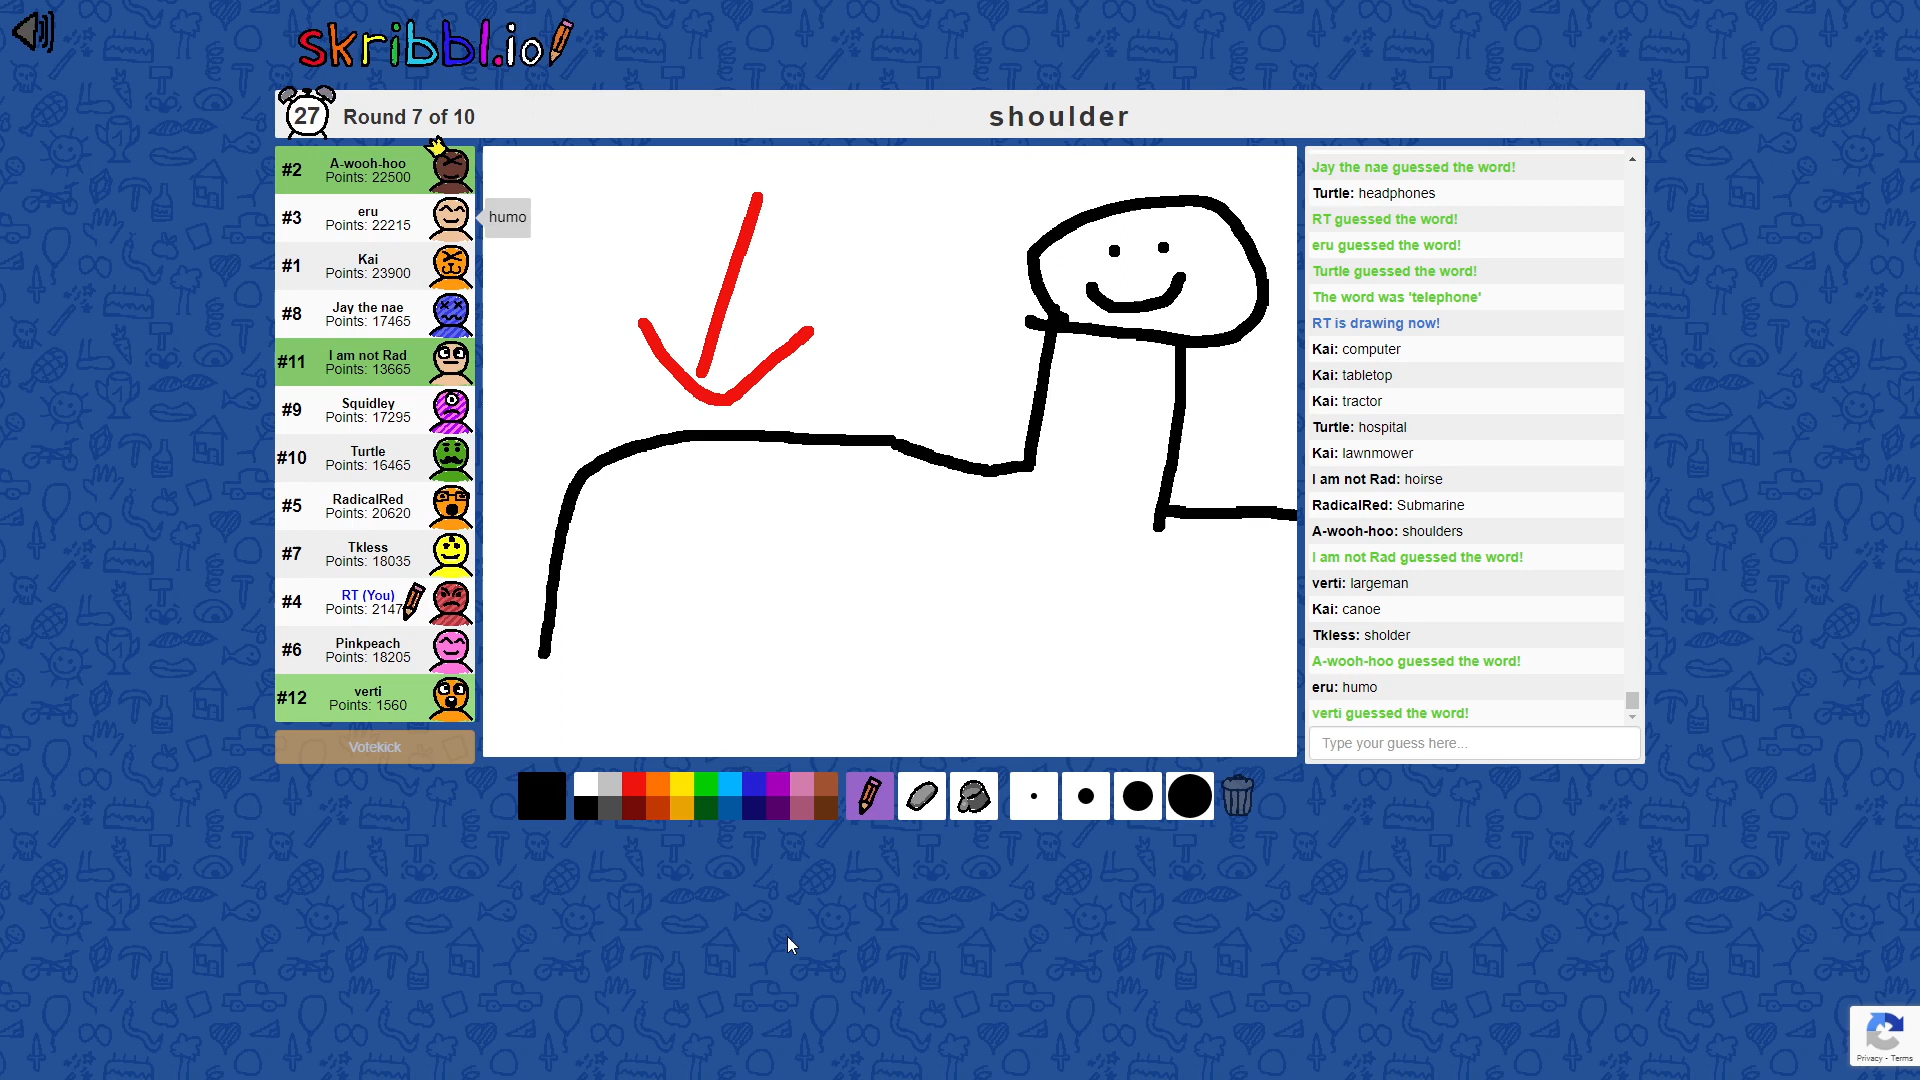 skribbl.io
27
Round 7 of 10
shoulder
#2
A-wooh-hoo
Points: 22500
#3
eru
Points: 22215
humo
#1
Kai
Points: 23900
#8
Jay the nae
Points: 17465
#11
I am not Rad
Points: 13665
#9
Squidley
Points: 17295
#10
Turtle
Points: 16465
#5
RadicalRed
Points: 20620
#7
Tkless
Points: 18035
#4
RT (You)
Points: 2147
#6
Pinkpeach
Points: 18205
#12
verti
Points: 1560
Votekick
Jay the nae guessed the word!
Turtle: headphones
RT guessed the word!
eru guessed the word!
Turtle guessed the word!
The word was 'telephone'
RT is drawing now!
Kai: computer
Kai: tabletop
Kai: tractor
Turtle: hospital
Kai: lawnmower
I am not Rad: hoirse
RadicalRed: Submarine
A-wooh-hoo: shoulders
I am not Rad guessed the word!
verti: largeman
Kai: canoe
Tkless: sholder
A-wooh-hoo guessed the word!
eru: humo
verti guessed the word!
Type your guess here...
Privacy - Terms